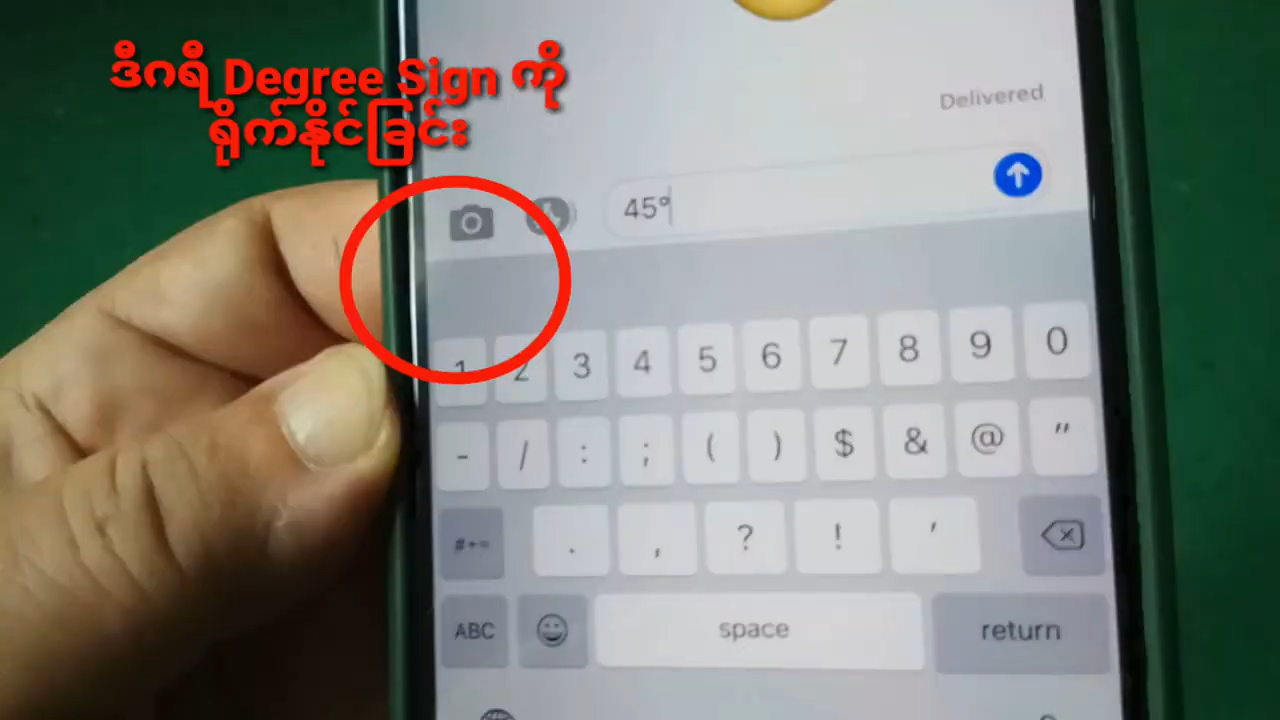 ဒီဂရီ Degree Sign ကို
ရိုက်နိုင်ခြင်း
Delivered
45°
1 2 3 4 5 6 7 8 9 0
- / : ; ( ) $ & @ "
#+= . , ? ! '
ABC space return